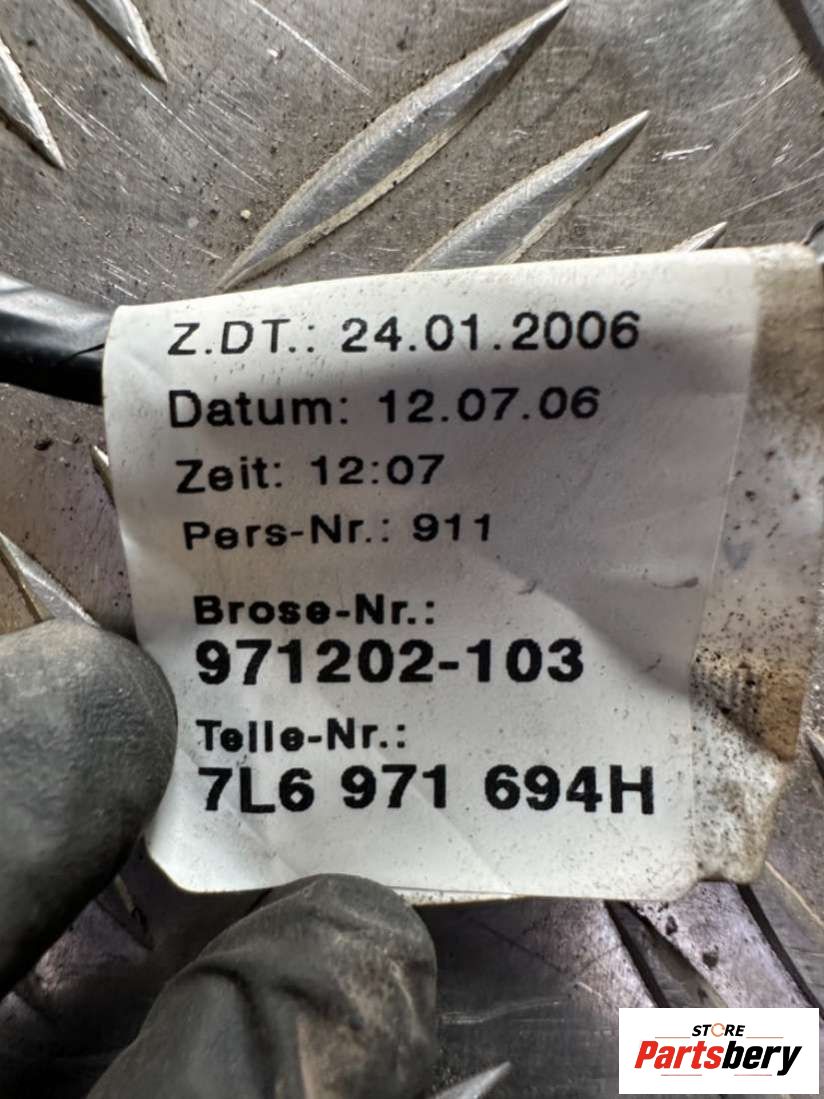 Z.DT.: 24.01.2006
Datum: 12.07.06
Zeit: 12:07
Pers-Nr.: 911
Brose-Nr.:
971202-103
Teile-Nr.:
7L6 971 694H
STORE
Partsbery